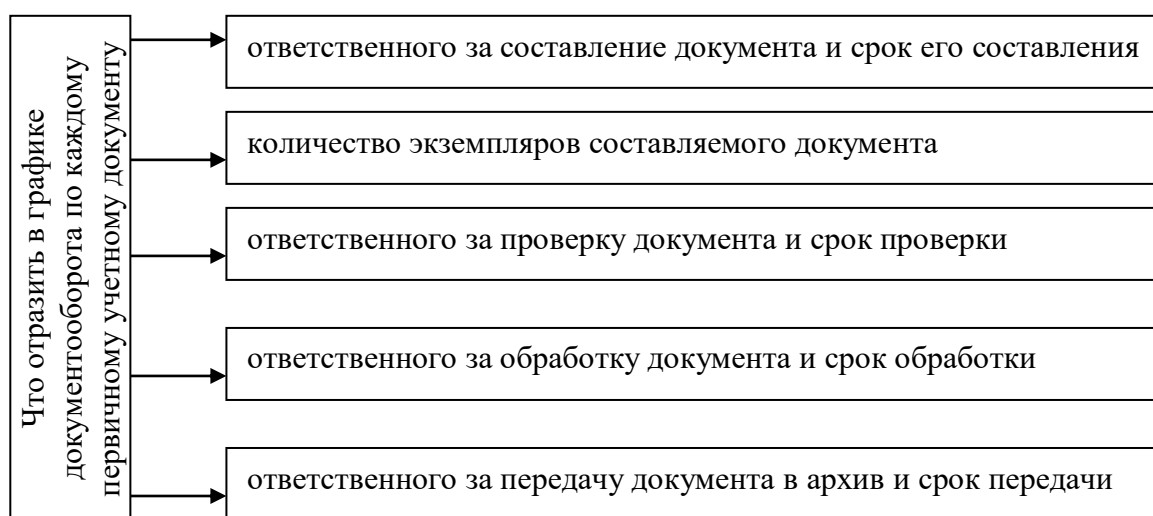 Что отразить в графике
документооборота по каждому
первичному учетному документу
ответственного за составление документа и срок его составления
количество экземпляров составляемого документа
ответственного за проверку документа и срок проверки
ответственного за обработку документа и срок обработки
ответственного за передачу документа в архив и срок передачи